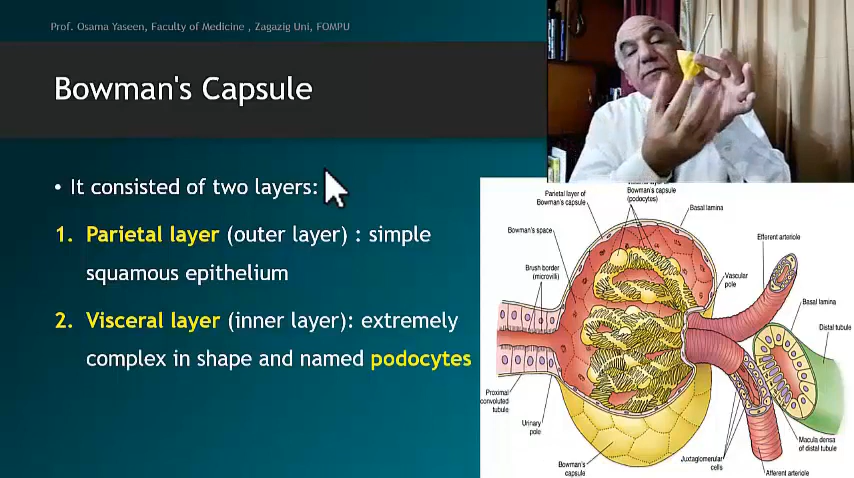 Prof. Osama Yaseen, Faculty of Medicine , Zagazig Uni, FOMPU
Bowman's Capsule
• It consisted of two layers:
1. Parietal layer (outer layer) : simple
squamous epithelium
2. Visceral layer (inner layer): extremely
complex in shape and named podocytes
Parietal layer of
Bowman's capsule
Bowman's capsule
(podocytes)
Basal lamina
Bowman's space
Efferent arteriole
Brush border
(microvilli)
Vascular
pole
Basal lamina
Distal tubule
Proximal
convoluted
tubule
Urinary
pole
Macula densa
of distal tubule
Juxtaglomerular
cells
Bowman's
capsule
Afferent arteriole